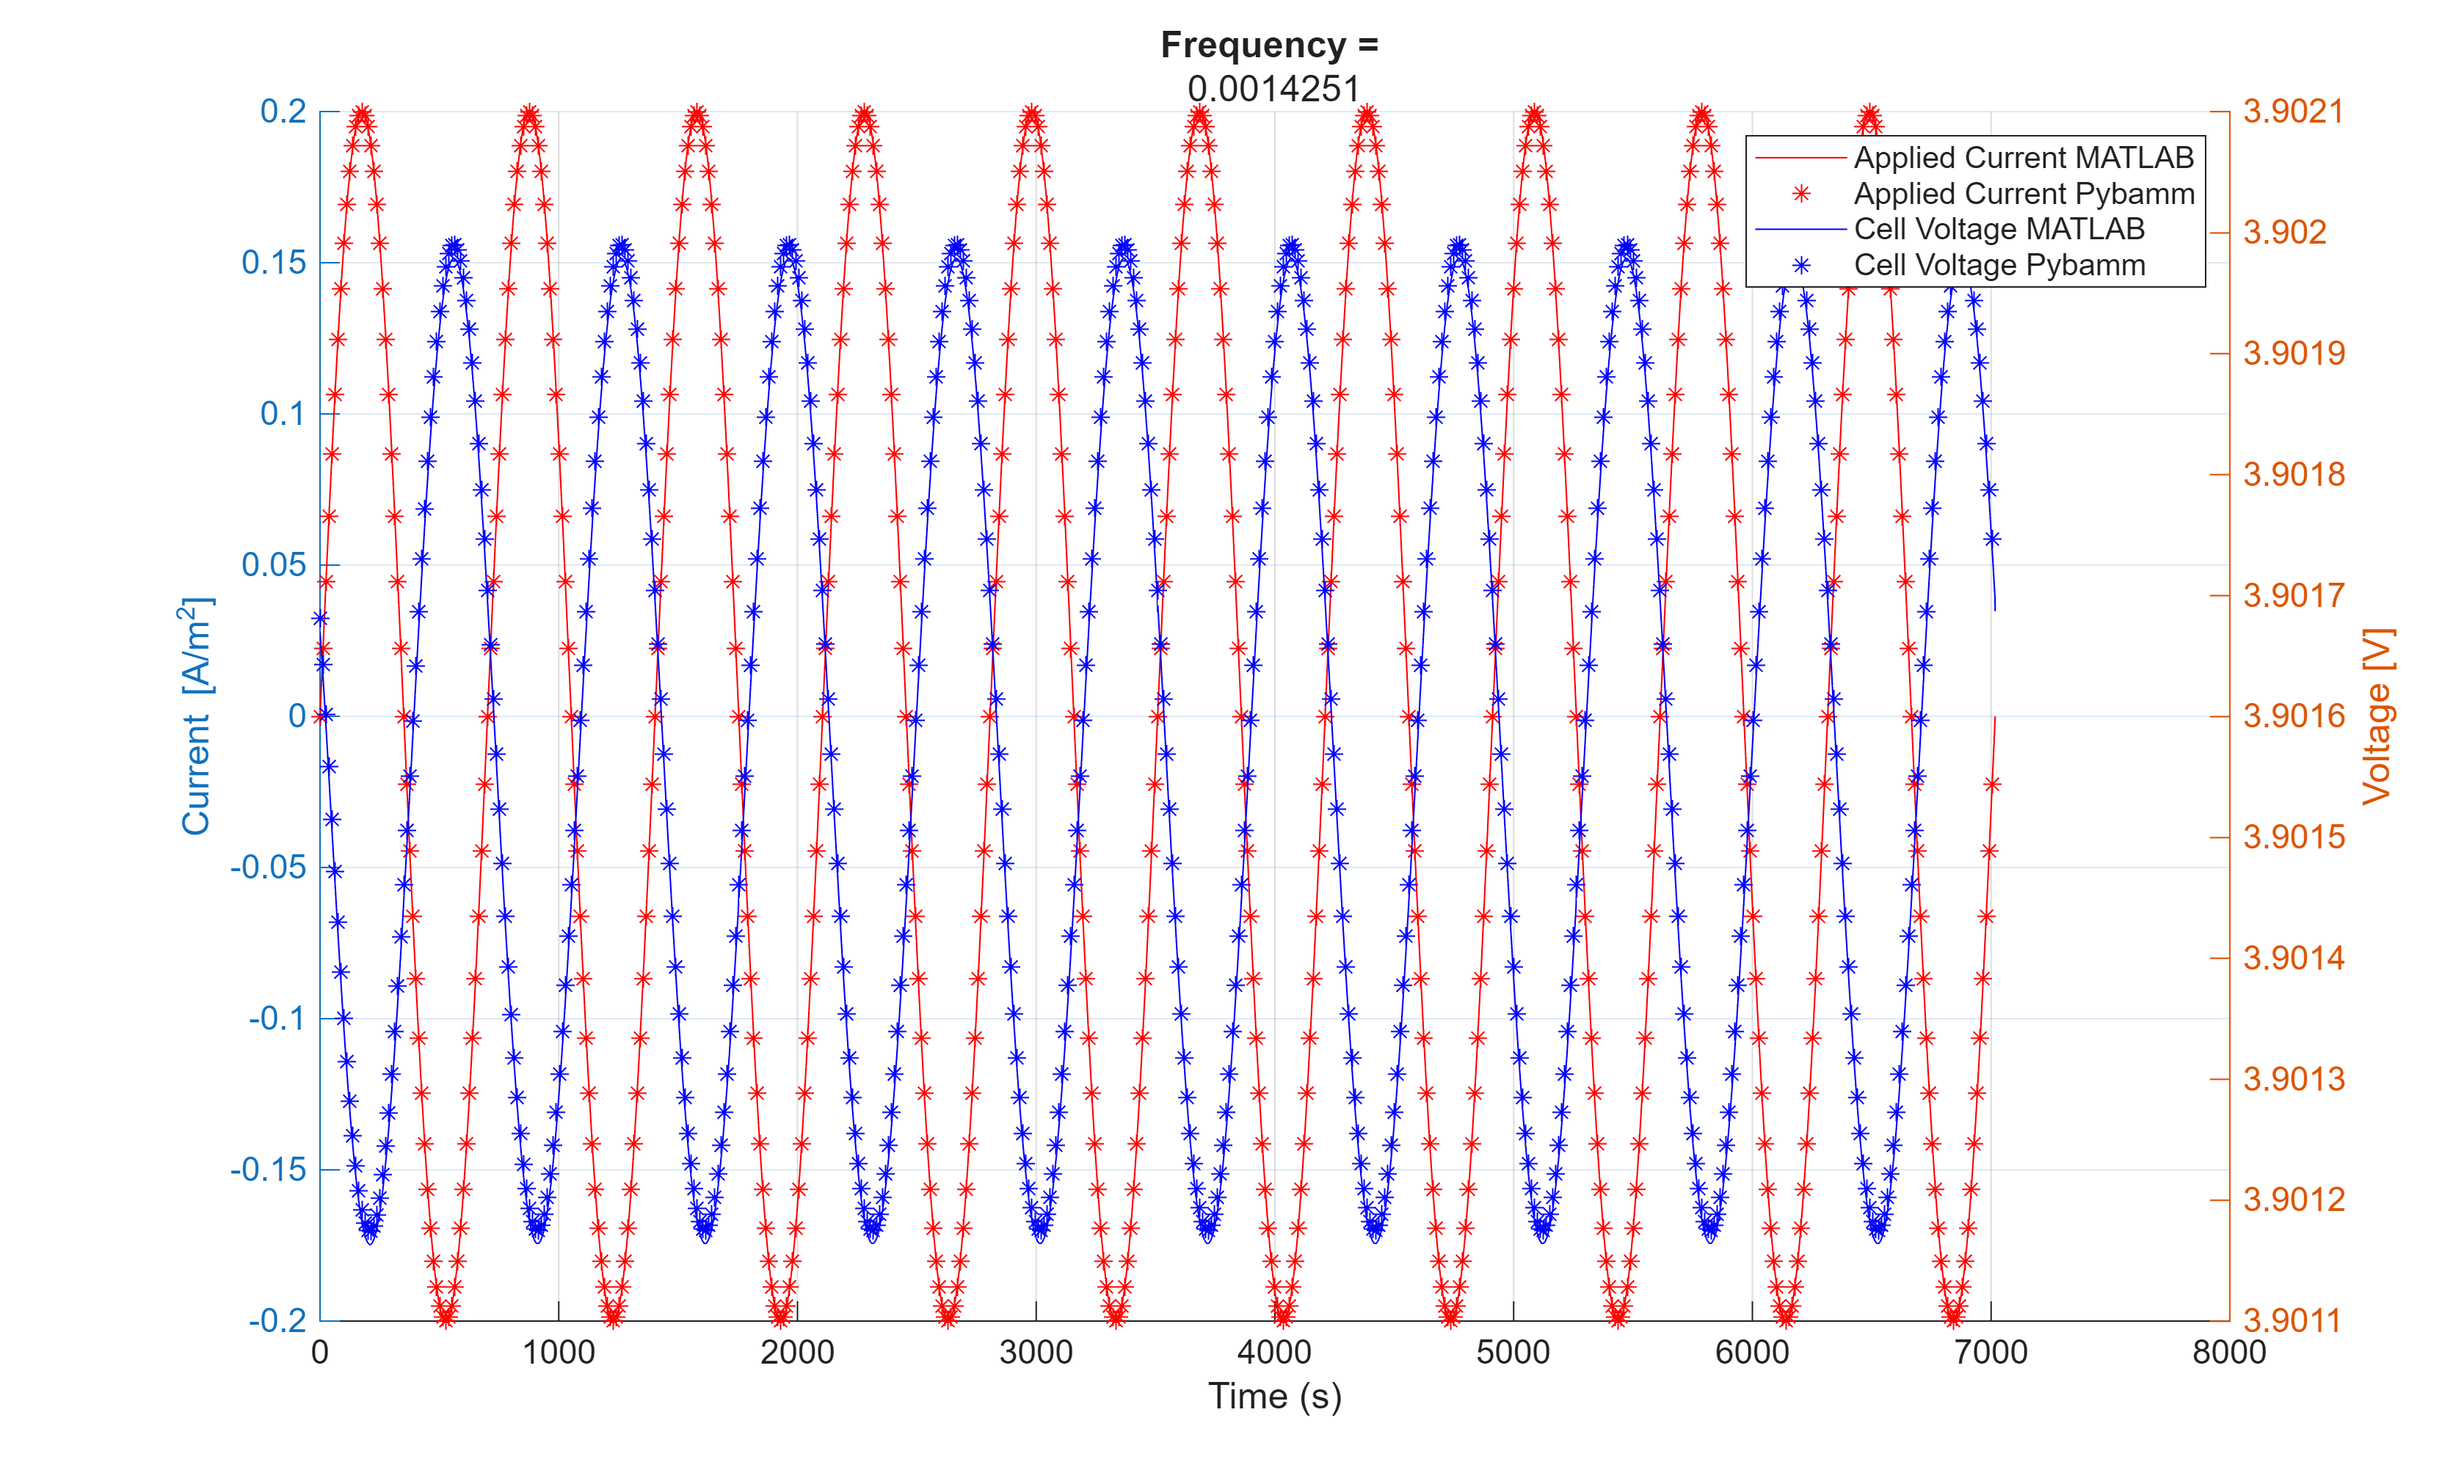 Frequency =
0.0014251
0.2
0.15
0.1
0.05
0
-0.05
-0.1
-0.15
-0.2
Current [A/m²]
3.9021
3.902
3.9019
3.9018
3.9017
3.9016
3.9015
3.9014
3.9013
3.9012
3.9011
Voltage [V]
Applied Current MATLAB
Applied Current Pybamm
Cell Voltage MATLAB
Cell Voltage Pybamm
0 1000 2000 3000 4000 5000 6000 7000 8000
Time (s)